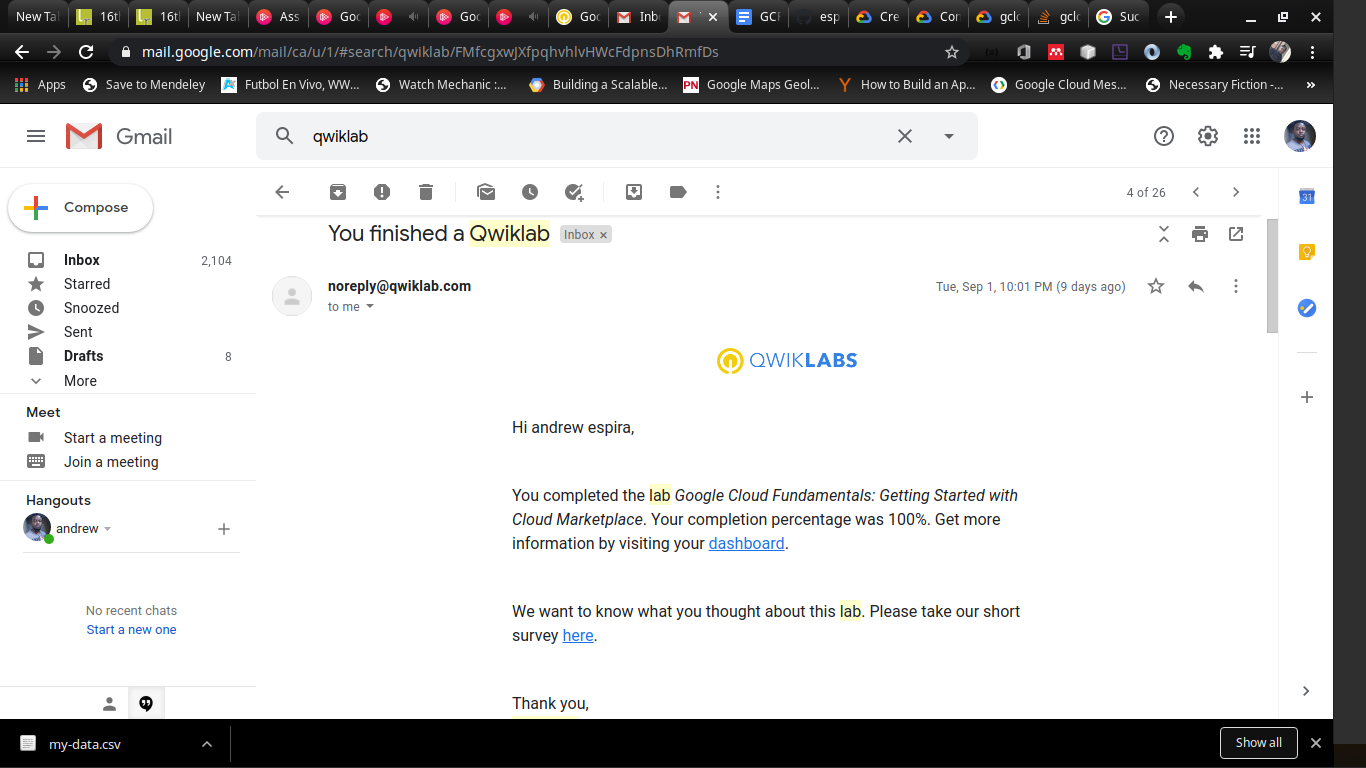 New Ta
16th
16th
New Ta
Ass
Goo
Goo
Goo
Inb
GCF
esp
Cre
Con
gclo
gclo
Suc
mail.google.com/mail/ca/u/1/#search/qwiklab/FMfcgxwJXfpqhvhlvHWcFdpnsDhRmfDs
Apps
Save to Mendeley
Futbol En Vivo, WW...
Watch Mechanic :...
Building a Scalable...
PN
Google Maps Geol...
How to Build an Ap...
Google Cloud Mes...
Necessary Fiction -...
»
Gmail
qwiklab
Compose
4 of 26
31
Inbox 2,104
Starred
Snoozed
Sent
Drafts 8
More
Meet
Start a meeting
Join a meeting
Hangouts
andrew
No recent chats
Start a new one
You finished a Qwiklab Inbox ×
noreply@qwiklab.com
Tue, Sep 1, 10:01 PM (9 days ago)
to me
QWIKLABS
Hi andrew espira,
You completed the lab Google Cloud Fundamentals: Getting Started with
Cloud Marketplace. Your completion percentage was 100%. Get more
information by visiting your dashboard.
We want to know what you thought about this lab. Please take our short
survey here.
Thank you,
my-data.csv
Show all